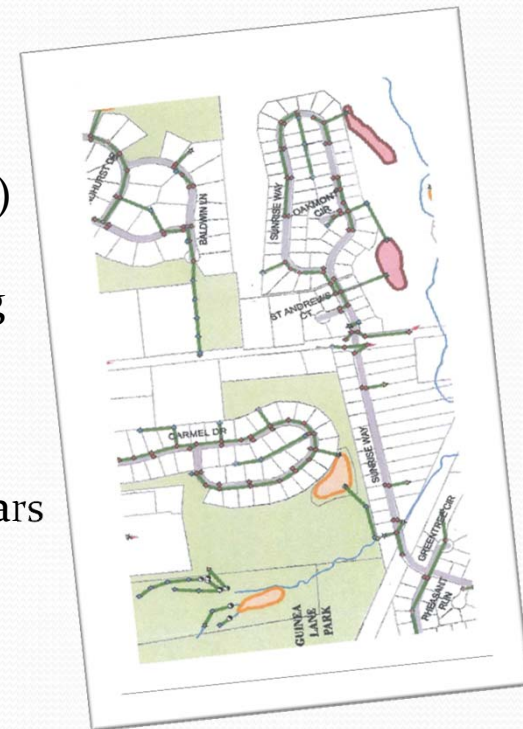 )
g
ars
SUNRISE WAY
OAKMONT
CIR
BALDWIN LN
ST ANDREWS
CT
CARMEL DR
SUNRISE WAY
GREENTREE CIR
PHEASANT
RUN
GUINEA
LANE
PARK